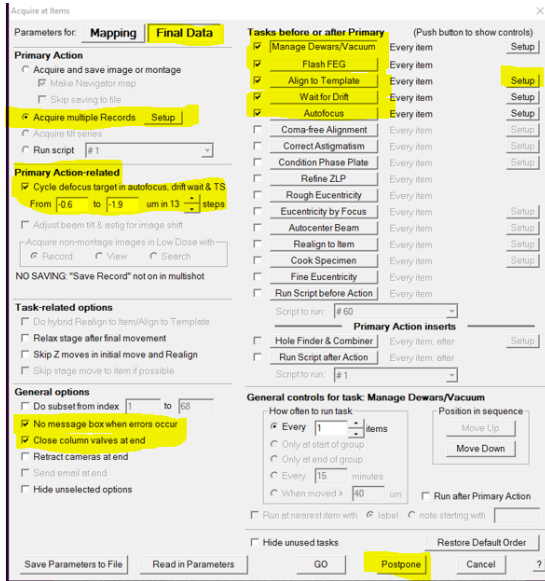 Acquire at Items
Parameters for: Mapping Final Data
Primary Action
Acquire and save image or montage
Make Navigator map
Skip saving to file
Acquire multiple Records Setup
Acquire tilt series
Run script # 1
Primary Action-related
Cycle defocus target in autofocus, drift wait & TS
From -0.6 to -1.9 um in 13 steps
Adjust beam tilt & astig for image shift
Acquire non-montage images in Low Dose with
Record View Search
NO SAVING: "Save Record" not on in multishot
Task-related options
Do hybrid Realign to Item/Align to Template
Relax stage after final movement
Skip Z moves in initial move and Realign
Skip stage move to item if possible
General options
Do subset from index 1 to 68
No message box when errors occur
Close column valves at end
Retract cameras at end
Send email at end
Hide unselected options
Tasks before or after Primary (Push button to show controls)
Manage Dewars/Vacuum Every item Setup
Flash FEG Every item
Align to Template Every item Setup
Wait for Drift Every item Setup
Autofocus Every item
Coma-free Alignment Every item Setup
Correct Astigmatism Every item Setup
Condition Phase Plate Every item Setup
Refine ZLP Every item
Rough Eucentricity Every item
Eucentricity by Focus Every item Setup
Autocenter Beam Every item Setup
Realign to Item Every item Setup
Cook Specimen Every item Setup
Fine Eucentricity Every item
Run Script before Action Every item
Script to run: # 60
Primary Action inserts
Hole Finder & Combiner Every item, after Setup
Run Script after Action Every item, after
Script to run: # 1
General controls for task: Manage Dewars/Vacuum
How often to run task
Every 1 items
Only at start of group
Only at end of group
Every 15 minutes
When moved > 40 um
Position in sequence
Move Up
Move Down
Run after Primary Action
Run at nearest item with label note starting with
Hide unused tasks Restore Default Order
Save Parameters to File Read in Parameters GO Postpone Cancel ?